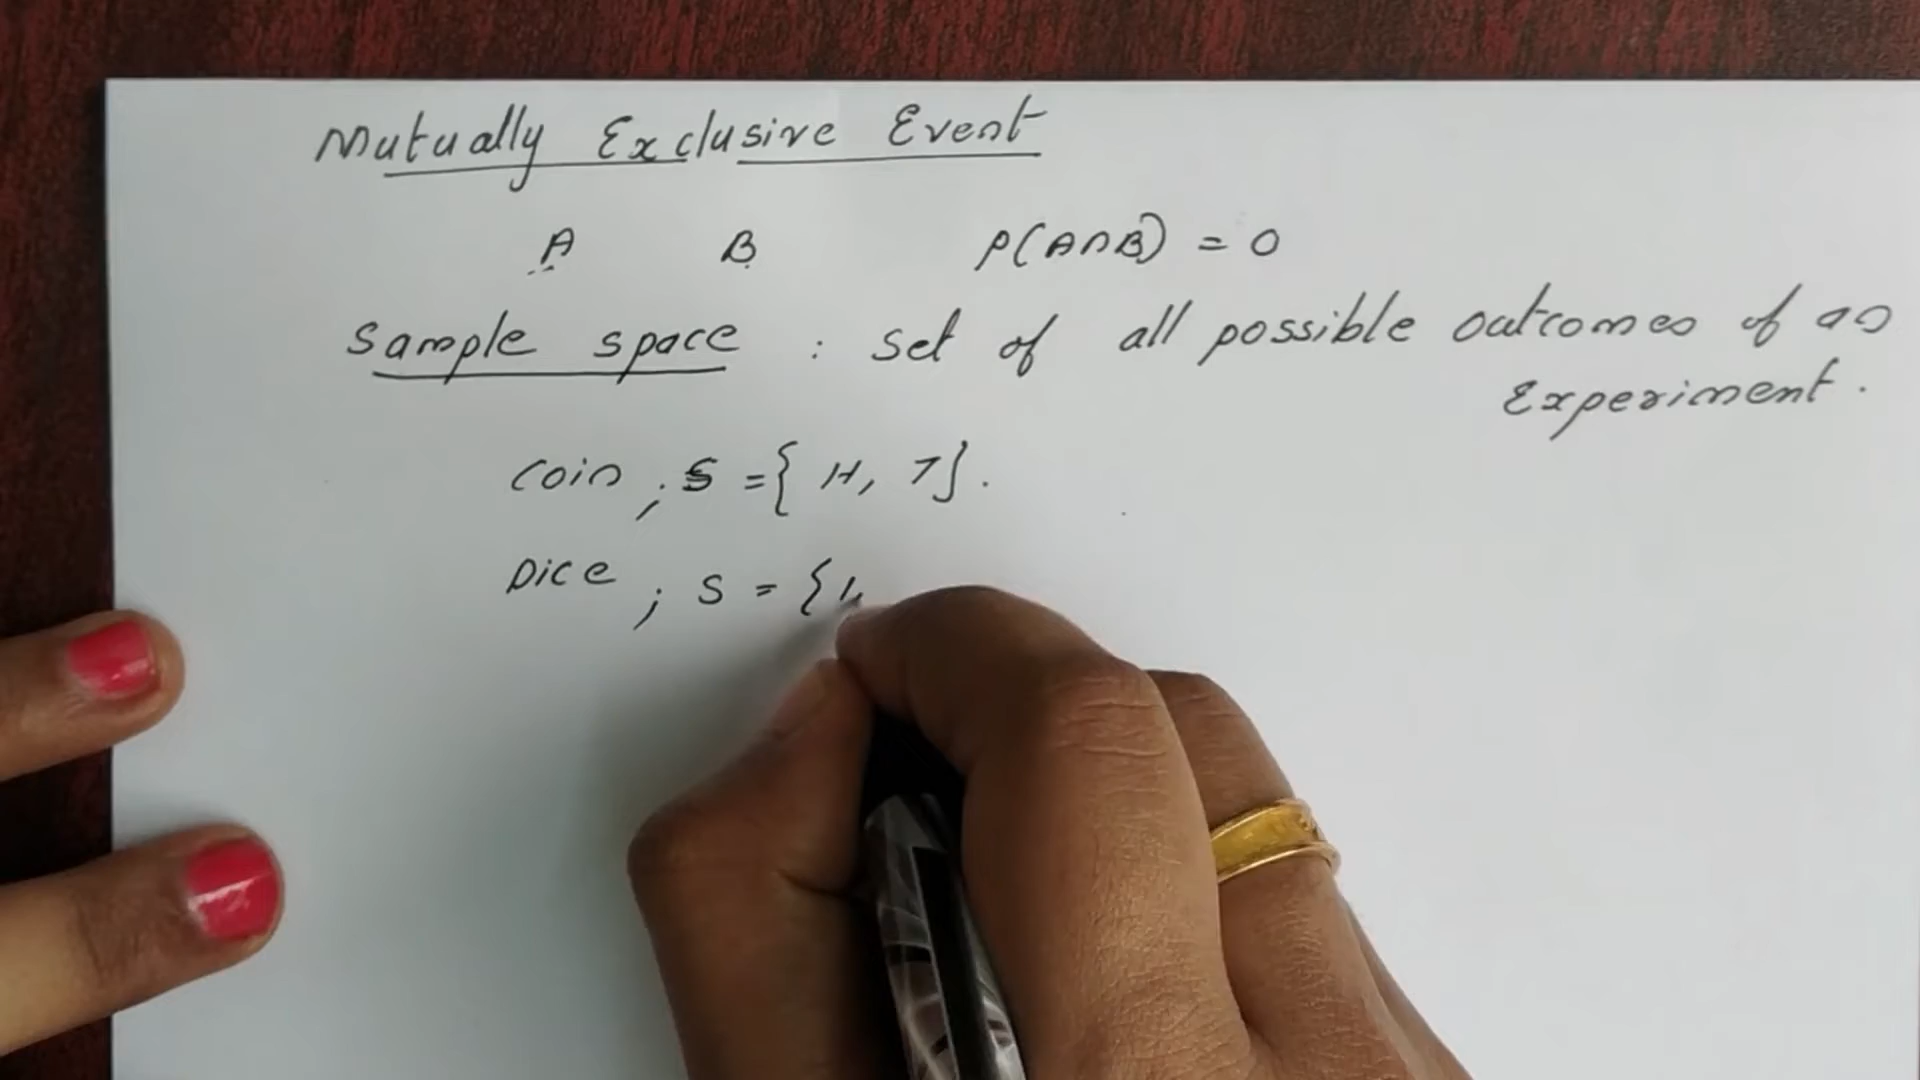 Mutually Exclusive Event
A B P(A∩B) = 0
Sample space : set of all possible outcomes of an
Experiment.
Coin ; S = { H, T}.
Dice ; S = {1,